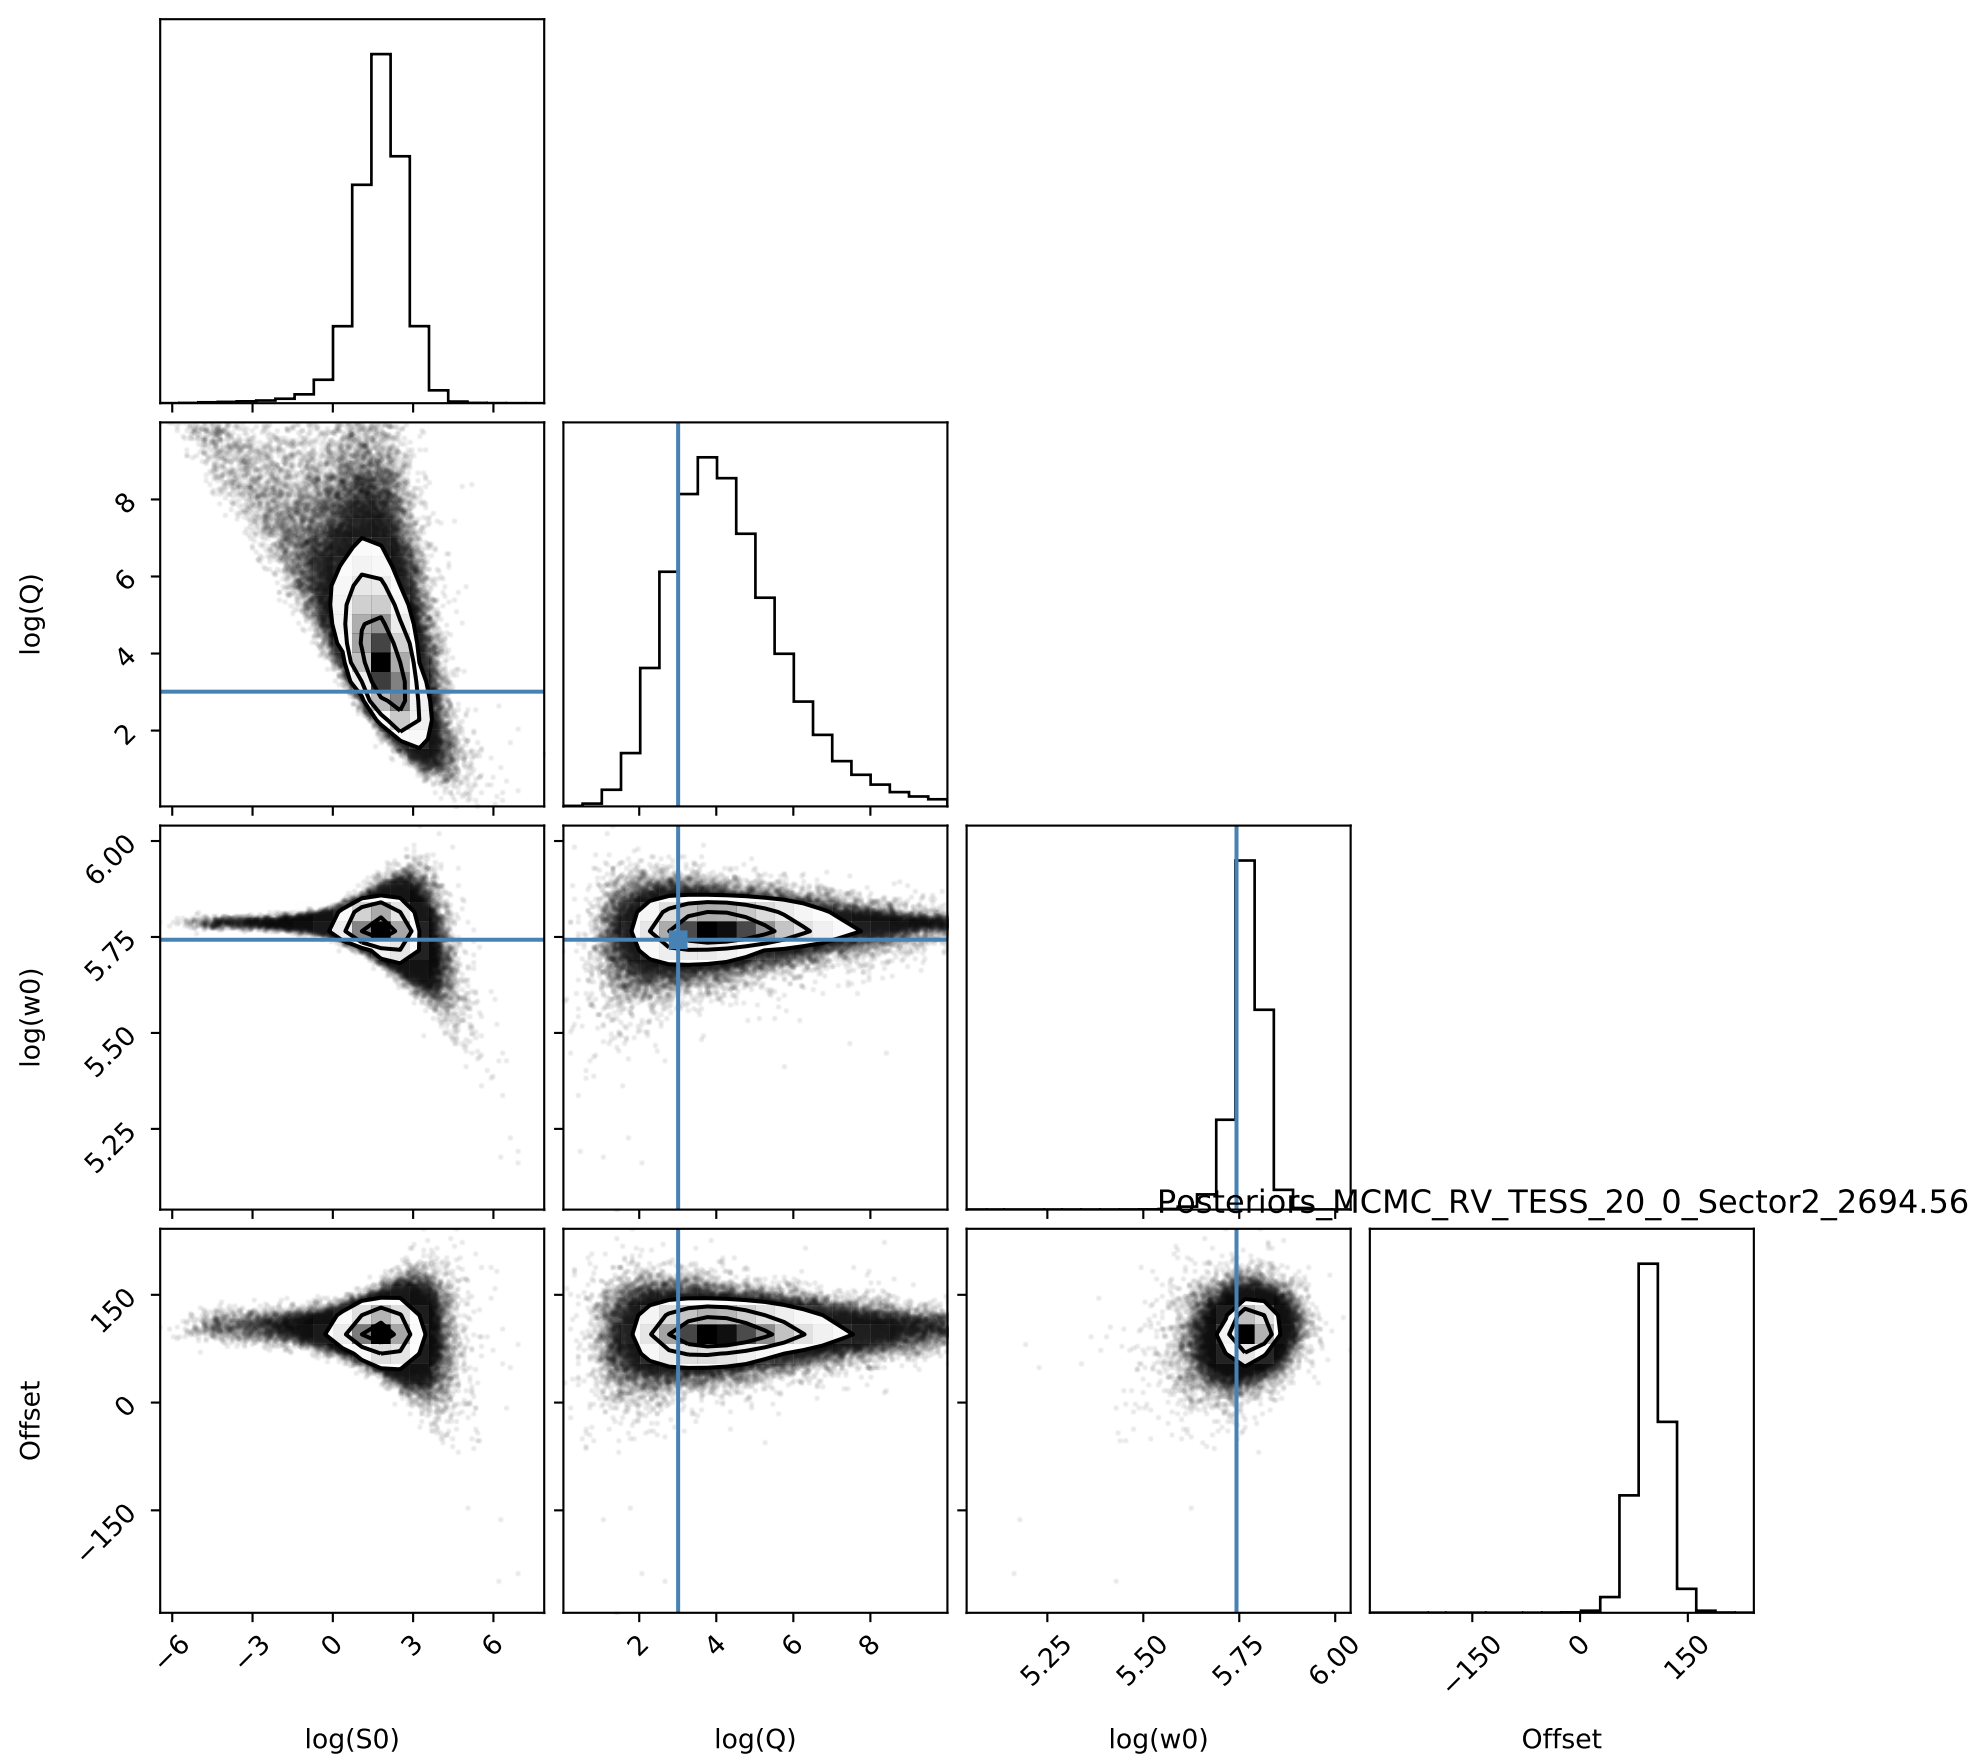 8
6
4
2
log(Q)
6.00
5.75
5.50
5.25
log(w0)
Posteriors_MCMC_RV_TESS_20_0_Sector2_2694.56
150
0
−150
Offset
−6 −3 0 3 6
2 4 6 8
5.25 5.50 5.75 6.00
−150 0 150
log(S0) log(Q) log(w0) Offset